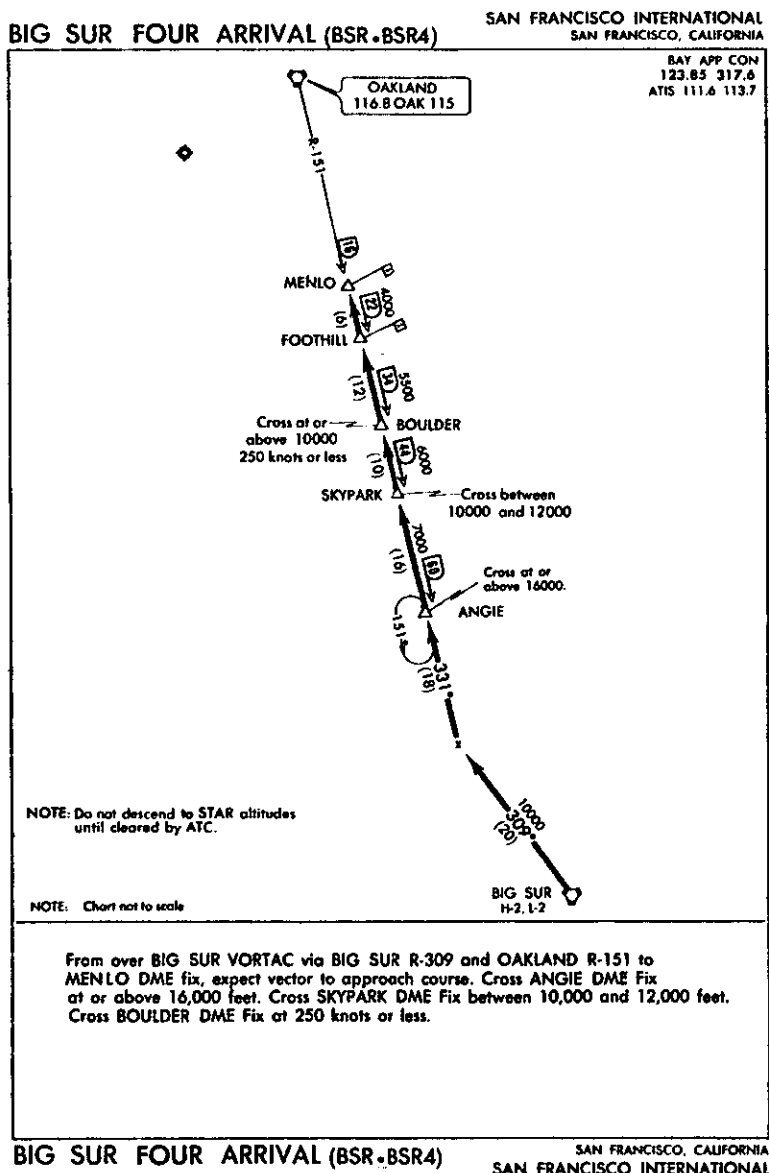 BIG SUR FOUR ARRIVAL (BSR•BSR4)
SAN FRANCISCO INTERNATIONAL
SAN FRANCISCO, CALIFORNIA
BAY APP CON
123.85 317.6
ATIS 111.6 113.7
OAKLAND
116.8 OAK 115
R-151
16
MENLO
4000
22
(6)
FOOTHILL
5500
34
(12)
Cross at or
above 10000
250 knots or less
BOULDER
6000
44
(10)
SKYPARK
Cross between
10000 and 12000
7000
60
(16)
Cross at or
above 16000.
ANGIE
151°
331°
(18)
NOTE: Do not descend to STAR altitudes
until cleared by ATC.
10000
309°
(20)
BIG SUR
H-2, L-2
NOTE: Chart not to scale
From over BIG SUR VORTAC via BIG SUR R-309 and OAKLAND R-151 to
MENLO DME fix, expect vector to approach course. Cross ANGIE DME Fix
at or above 16,000 feet. Cross SKYPARK DME Fix between 10,000 and 12,000 feet.
Cross BOULDER DME Fix at 250 knots or less.
BIG SUR FOUR ARRIVAL (BSR•BSR4)
SAN FRANCISCO, CALIFORNIA
SAN FRANCISCO INTERNATIONAL